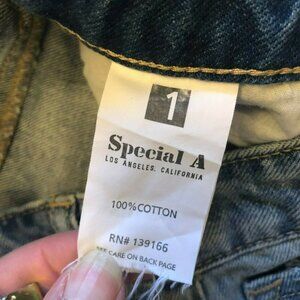 1
Special A
LOS ANGELES, CALIFORNIA
100%COTTON
RN# 139166
SEE CARE ON BACK PAGE